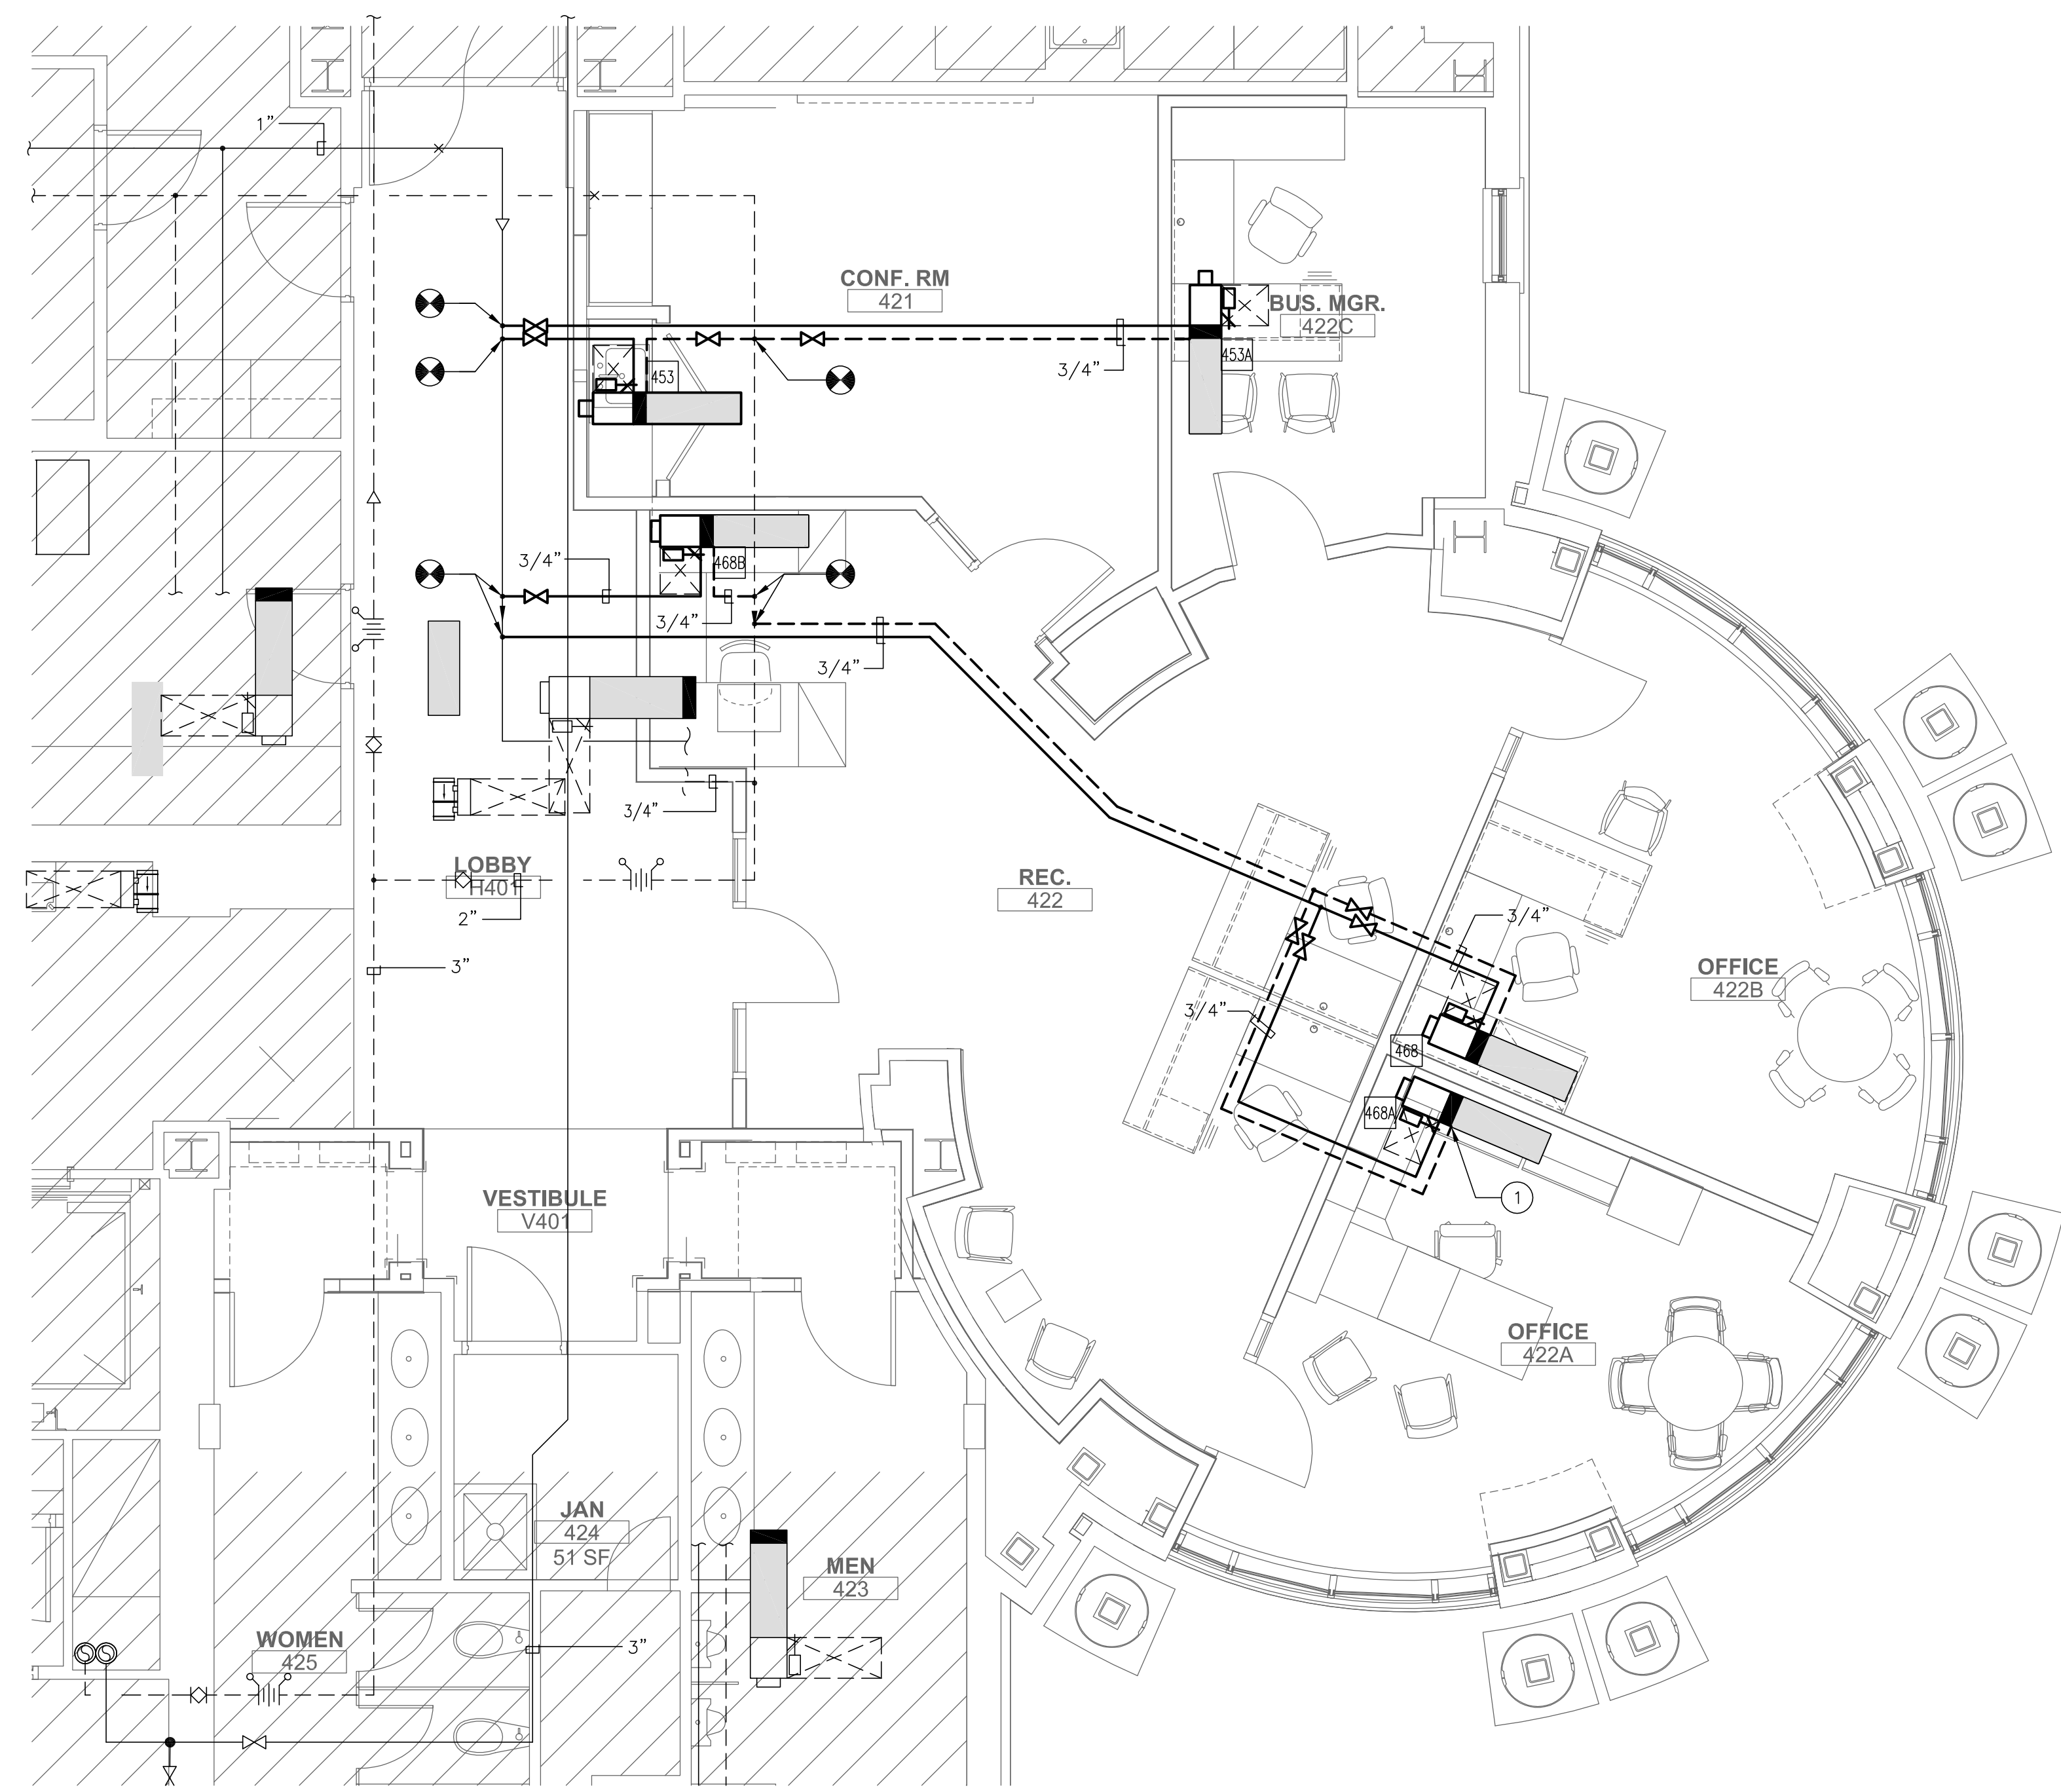 1"
CONF. RM
421
BUS. MGR.
422C
453A
3/4"
453
3/4"
468B
3/4"
3/4"
3/4"
LOBBY
H401
2"
REC.
422
3/4"
3"
OFFICE
422B
3/4"
468
468A
1
VESTIBULE
V401
OFFICE
422A
JAN
424
51 SF
MEN
423
WOMEN
425
3"